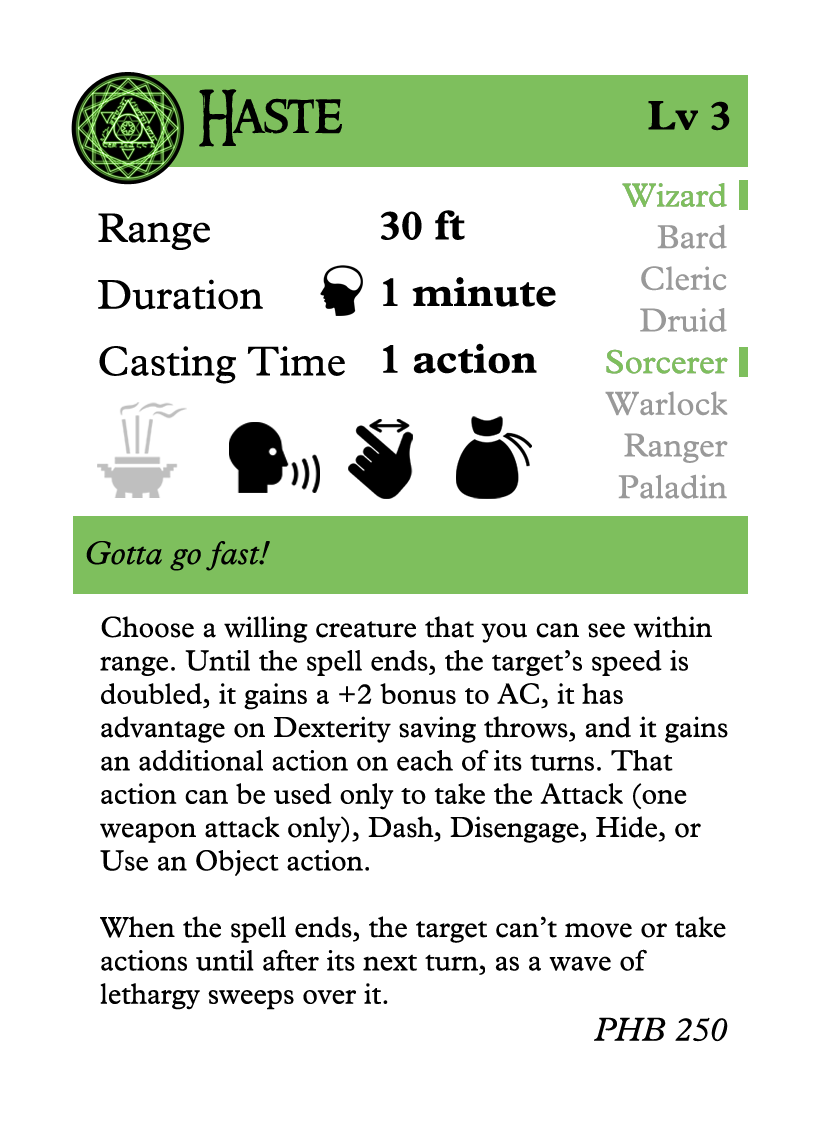 HASTE
Lv 3
Range 30 ft
Duration 1 minute
Casting Time 1 action
Wizard
Bard
Cleric
Druid
Sorcerer
Warlock
Ranger
Paladin
Gotta go fast!
Choose a willing creature that you can see within
range. Until the spell ends, the target’s speed is
doubled, it gains a +2 bonus to AC, it has
advantage on Dexterity saving throws, and it gains
an additional action on each of its turns. That
action can be used only to take the Attack (one
weapon attack only), Dash, Disengage, Hide, or
Use an Object action.
When the spell ends, the target can’t move or take
actions until after its next turn, as a wave of
lethargy sweeps over it.
PHB 250